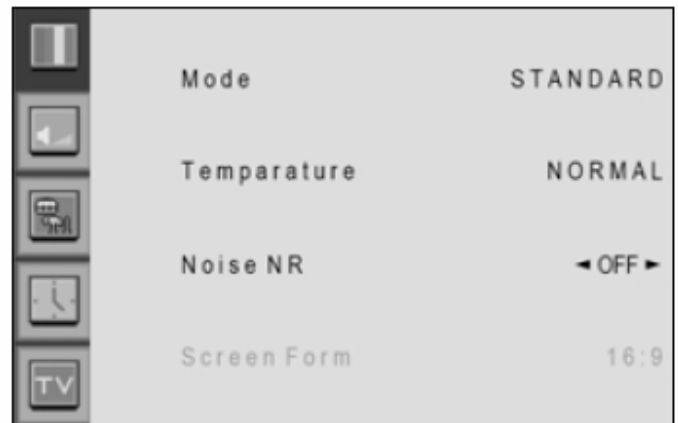 Mode STANDARD
Temparature NORMAL
Noise NR ◄ OFF ►
Screen Form 16:9
TV